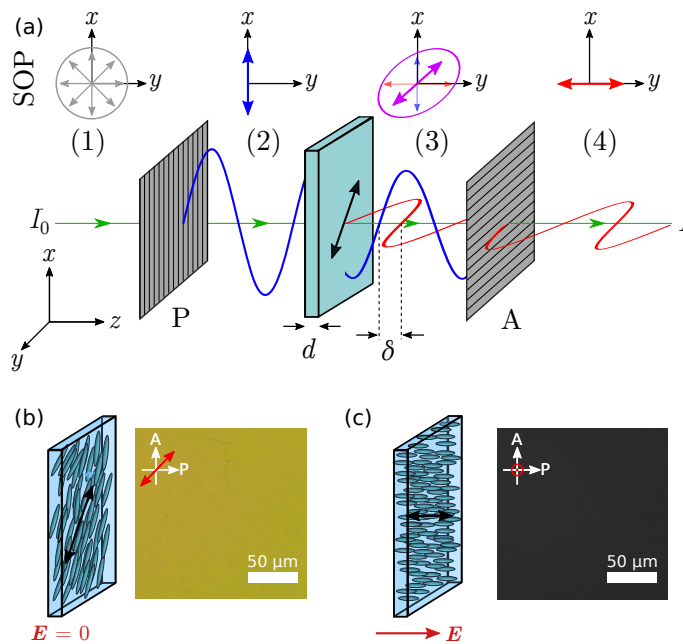 (a)
SOP
x
y
x
y
x
y
x
y
(1)
(2)
(3)
(4)
I₀
I
x
z
y
P
d
δ
A
(b)
A
P
50 μm
E = 0
(c)
A
P
50 μm
E